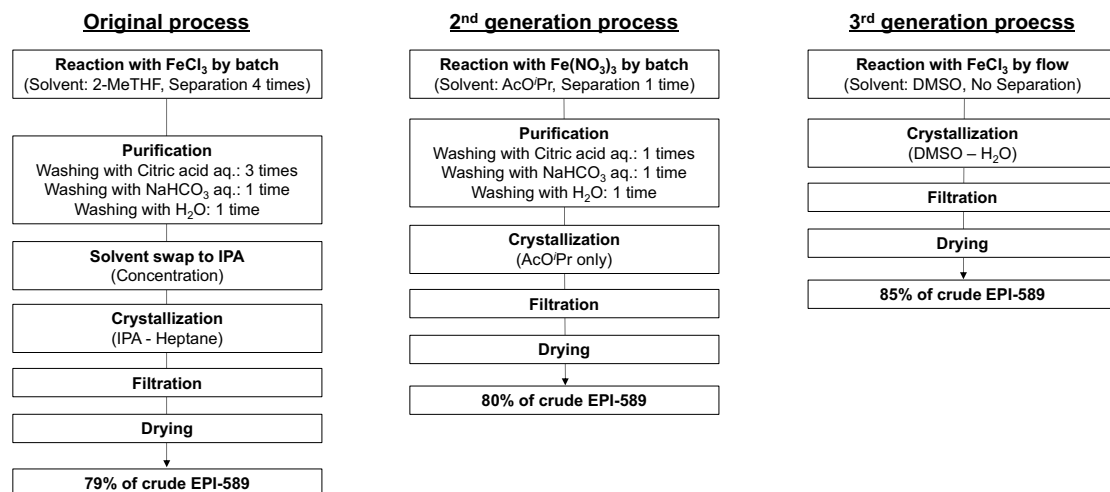 Original process
Reaction with FeCl₃ by batch
(Solvent: 2-MeTHF, Separation 4 times)
Purification
Washing with Citric acid aq.: 3 times
Washing with NaHCO₃ aq.: 1 time
Washing with H₂O: 1 time
Solvent swap to IPA
(Concentration)
Crystallization
(IPA - Heptane)
Filtration
Drying
79% of crude EPI-589
2ⁿᵈ generation process
Reaction with Fe(NO₃)₃ by batch
(Solvent: AcOⁱPr, Separation 1 time)
Purification
Washing with Citric acid aq.: 1 times
Washing with NaHCO₃ aq.: 1 time
Washing with H₂O: 1 time
Crystallization
(AcOⁱPr only)
Filtration
Drying
80% of crude EPI-589
3ʳᵈ generation proecss
Reaction with FeCl₃ by flow
(Solvent: DMSO, No Separation)
Crystallization
(DMSO – H₂O)
Filtration
Drying
85% of crude EPI-589